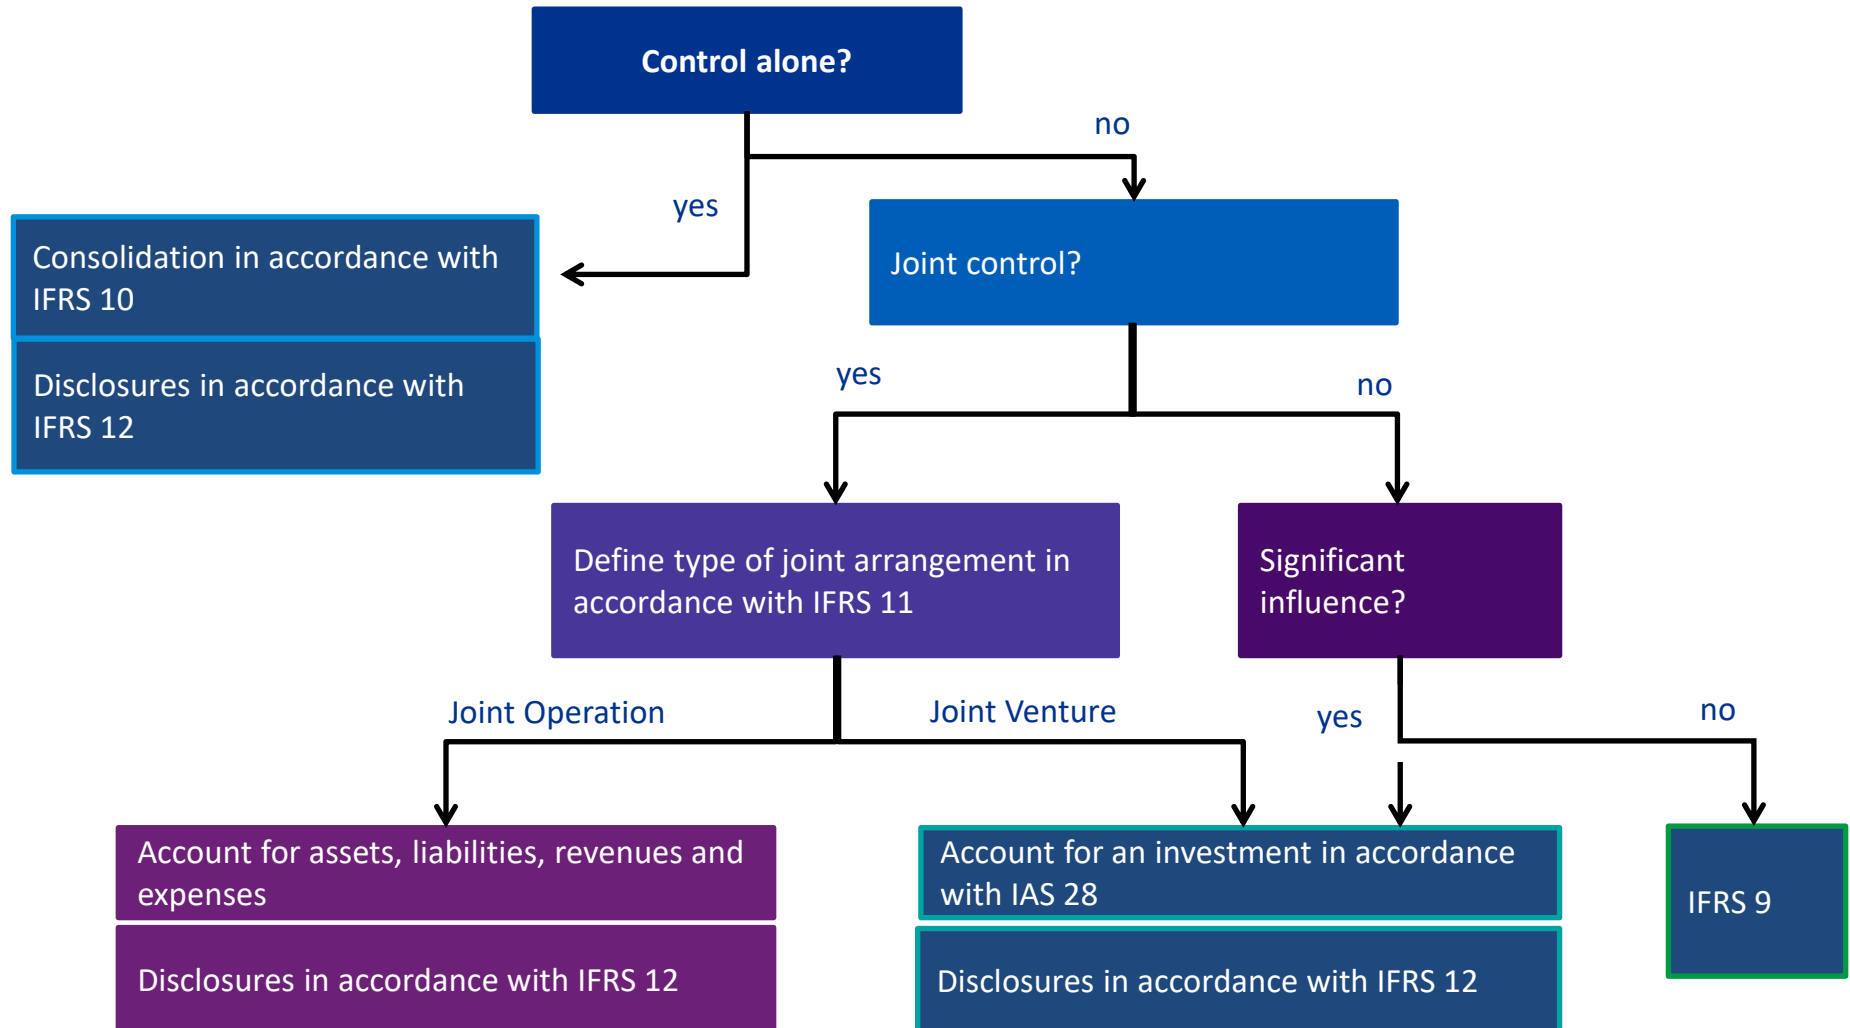 Control alone?
no
yes
Consolidation in accordance with
IFRS 10
Joint control?
Disclosures in accordance with
IFRS 12
yes
no
Define type of joint arrangement in
accordance with IFRS 11
Significant
influence?
Joint Operation
Joint Venture
yes
no
Account for assets, liabilities, revenues and
expenses
Account for an investment in accordance
with IAS 28
IFRS 9
Disclosures in accordance with IFRS 12
Disclosures in accordance with IFRS 12